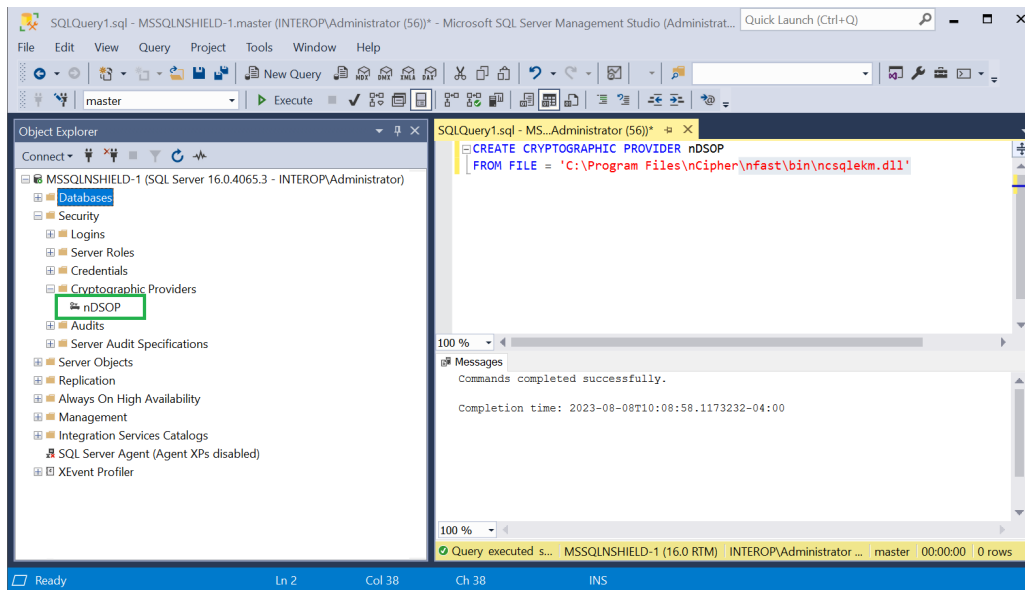 SQLQuery1.sql - MSSQLNSHIELD-1.master (INTEROP\Administrator (56))* - Microsoft SQL Server Management Studio (Administrat...
Quick Launch (Ctrl+Q)
File Edit View Query Project Tools Window Help
New Query MDX DMX XMLA DAX
master Execute
Object Explorer
Connect
MSSQLNSHIELD-1 (SQL Server 16.0.4065.3 - INTEROP\Administrator)
Databases
Security
Logins
Server Roles
Credentials
Cryptographic Providers
nDSOP
Audits
Server Audit Specifications
Server Objects
Replication
Always On High Availability
Management
Integration Services Catalogs
SQL Server Agent (Agent XPs disabled)
XEvent Profiler
SQLQuery1.sql - MS...Administrator (56))*
CREATE CRYPTOGRAPHIC PROVIDER nDSOP
FROM FILE = 'C:\Program Files\nCipher\nfast\bin\ncsqlekm.dll'
100 %
Messages
Commands completed successfully.
Completion time: 2023-08-08T10:08:58.1173232-04:00
100 %
Query executed s... MSSQLNSHIELD-1 (16.0 RTM) INTEROP\Administrator ... master 00:00:00 0 rows
Ready Ln 2 Col 38 Ch 38 INS